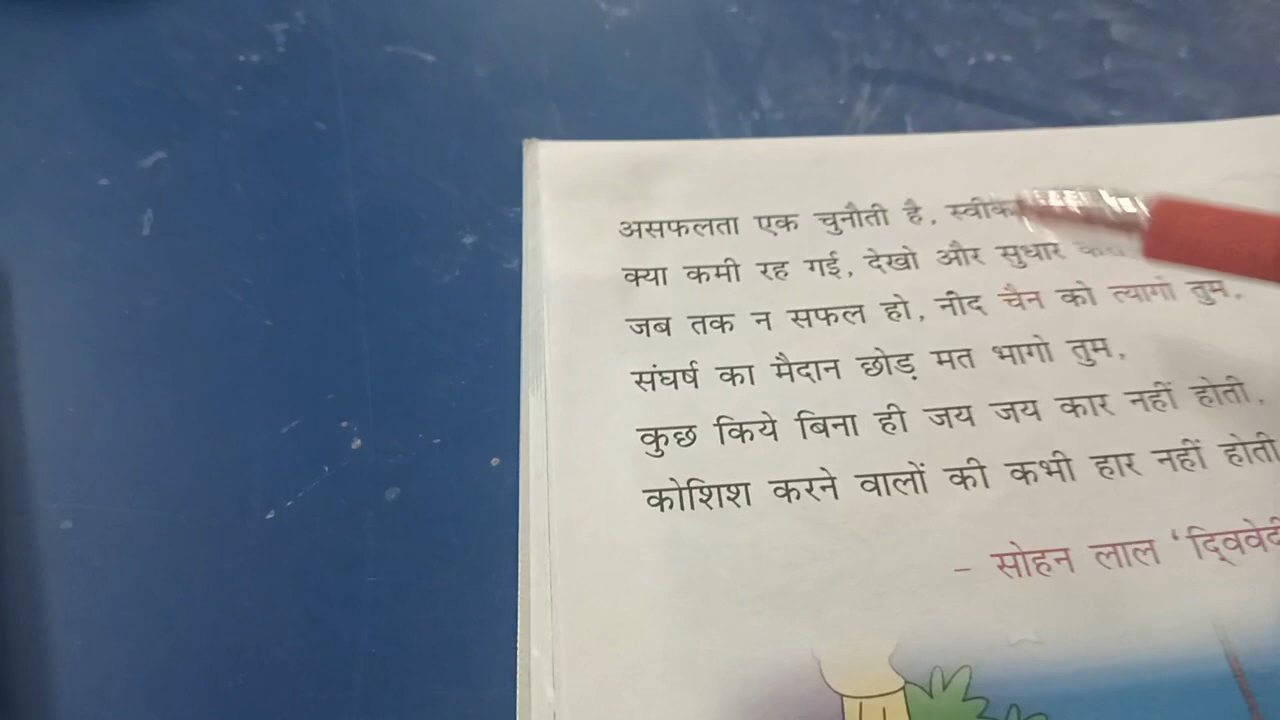 असफलता एक चुनौती है, स्वीक
क्या कमी रह गई, देखो और सुधार
जब तक न सफल हो, नीद चैन को त्यागो तुम,
संघर्ष का मैदान छोड़ मत भागो तुम,
कुछ किये बिना ही जय जय कार नहीं होती,
कोशिश करने वालों की कभी हार नहीं होती
– सोहन लाल ‘द्विवेदी